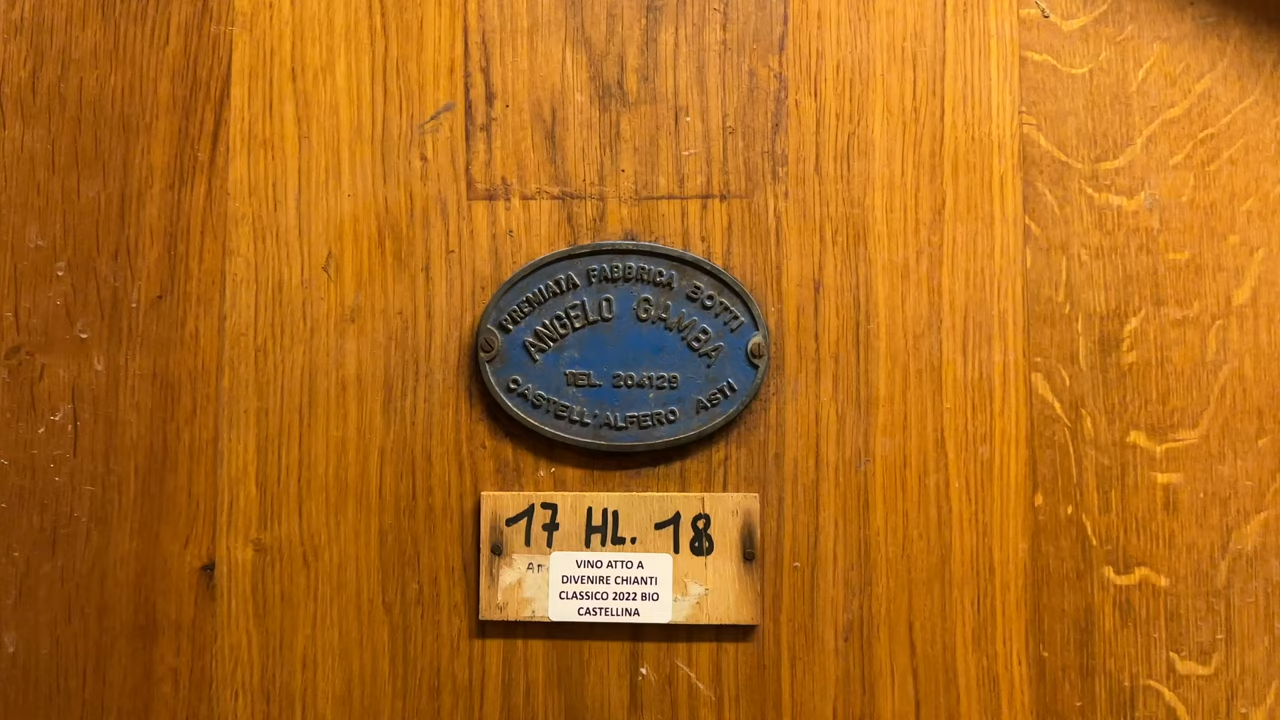 PREMIATA FABBRICA BOTTI
ANGELO GAMBA
TEL. 204129
CASTELL'ALFERO ASTI
17 HL. 18
VINO ATTO A
DIVENIRE CHIANTI
CLASSICO 2022 BIO
CASTELLINA